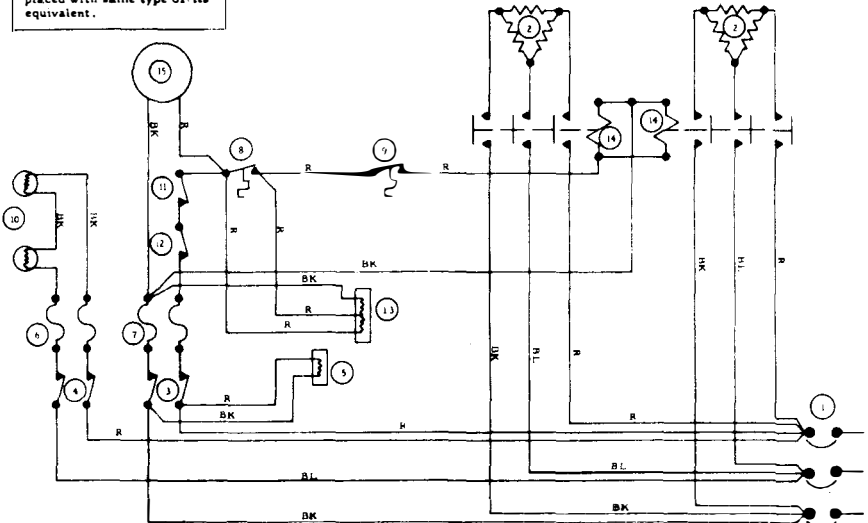 placed with same type or its
equivalent.
2
2
15
BK
R
14
14
8
9
R
R
11
10
BK
BK
12
R
R
BK
BK
R
R
13
BK
BL
R
BK
BL
R
6
7
5
4
3
R
BK
1
R
R
R
BL
BL
BK
BK